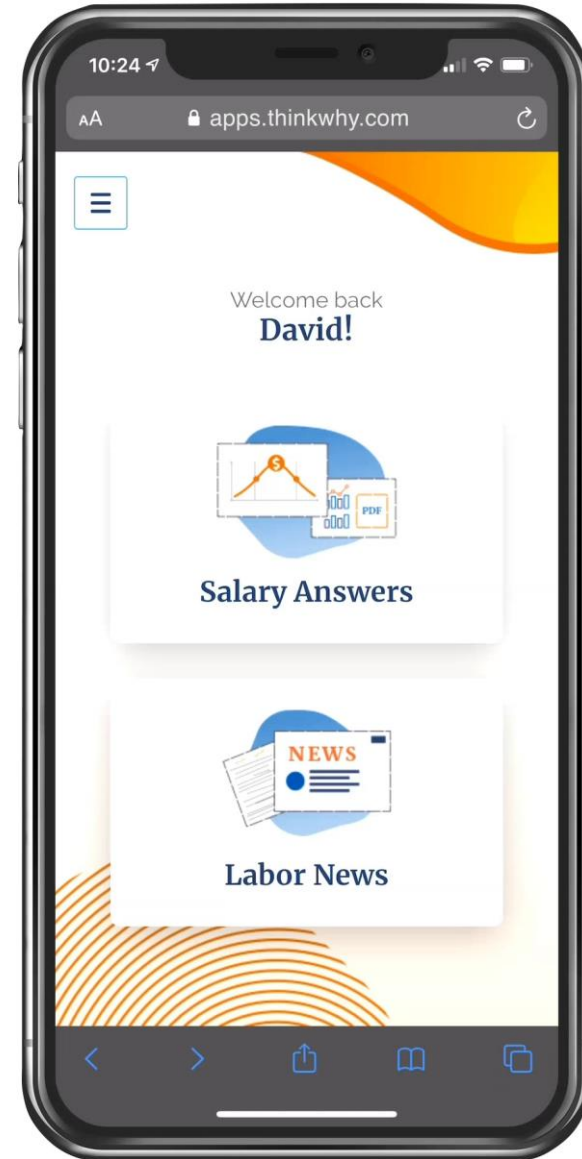 10:24
AA apps.thinkwhy.com
Welcome back
David!
$
PDF
Salary Answers
NEWS
Labor News